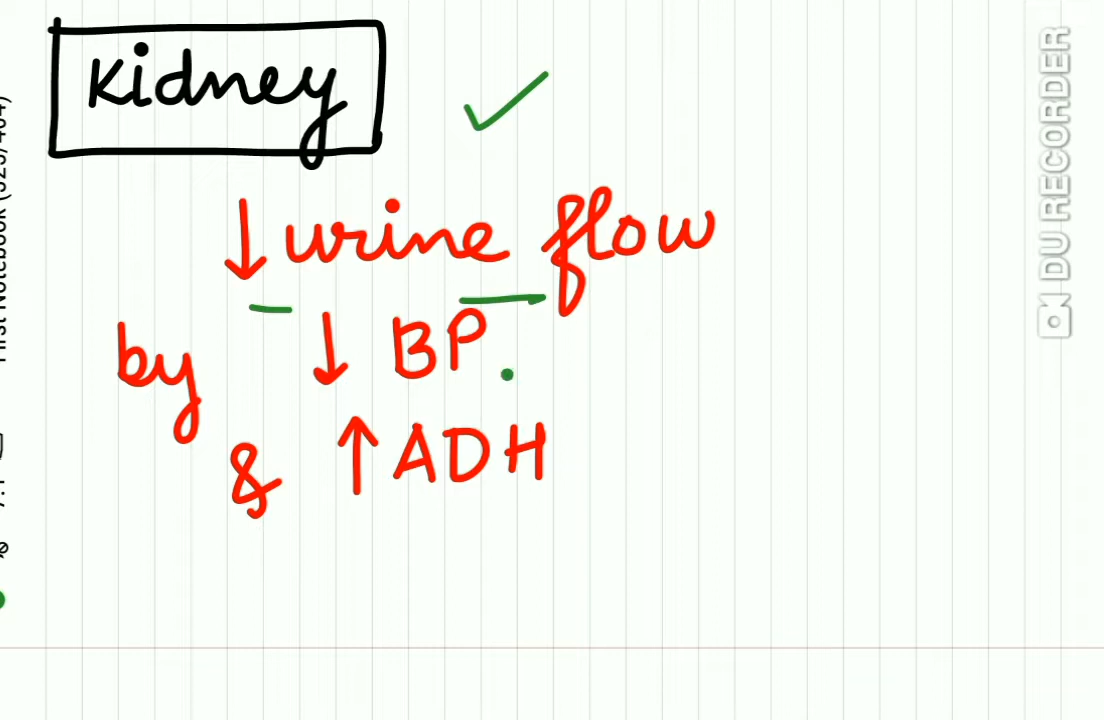 Kidney
↓ urine flow
by ↓ BP.
& ↑ ADH
DU RECORDER